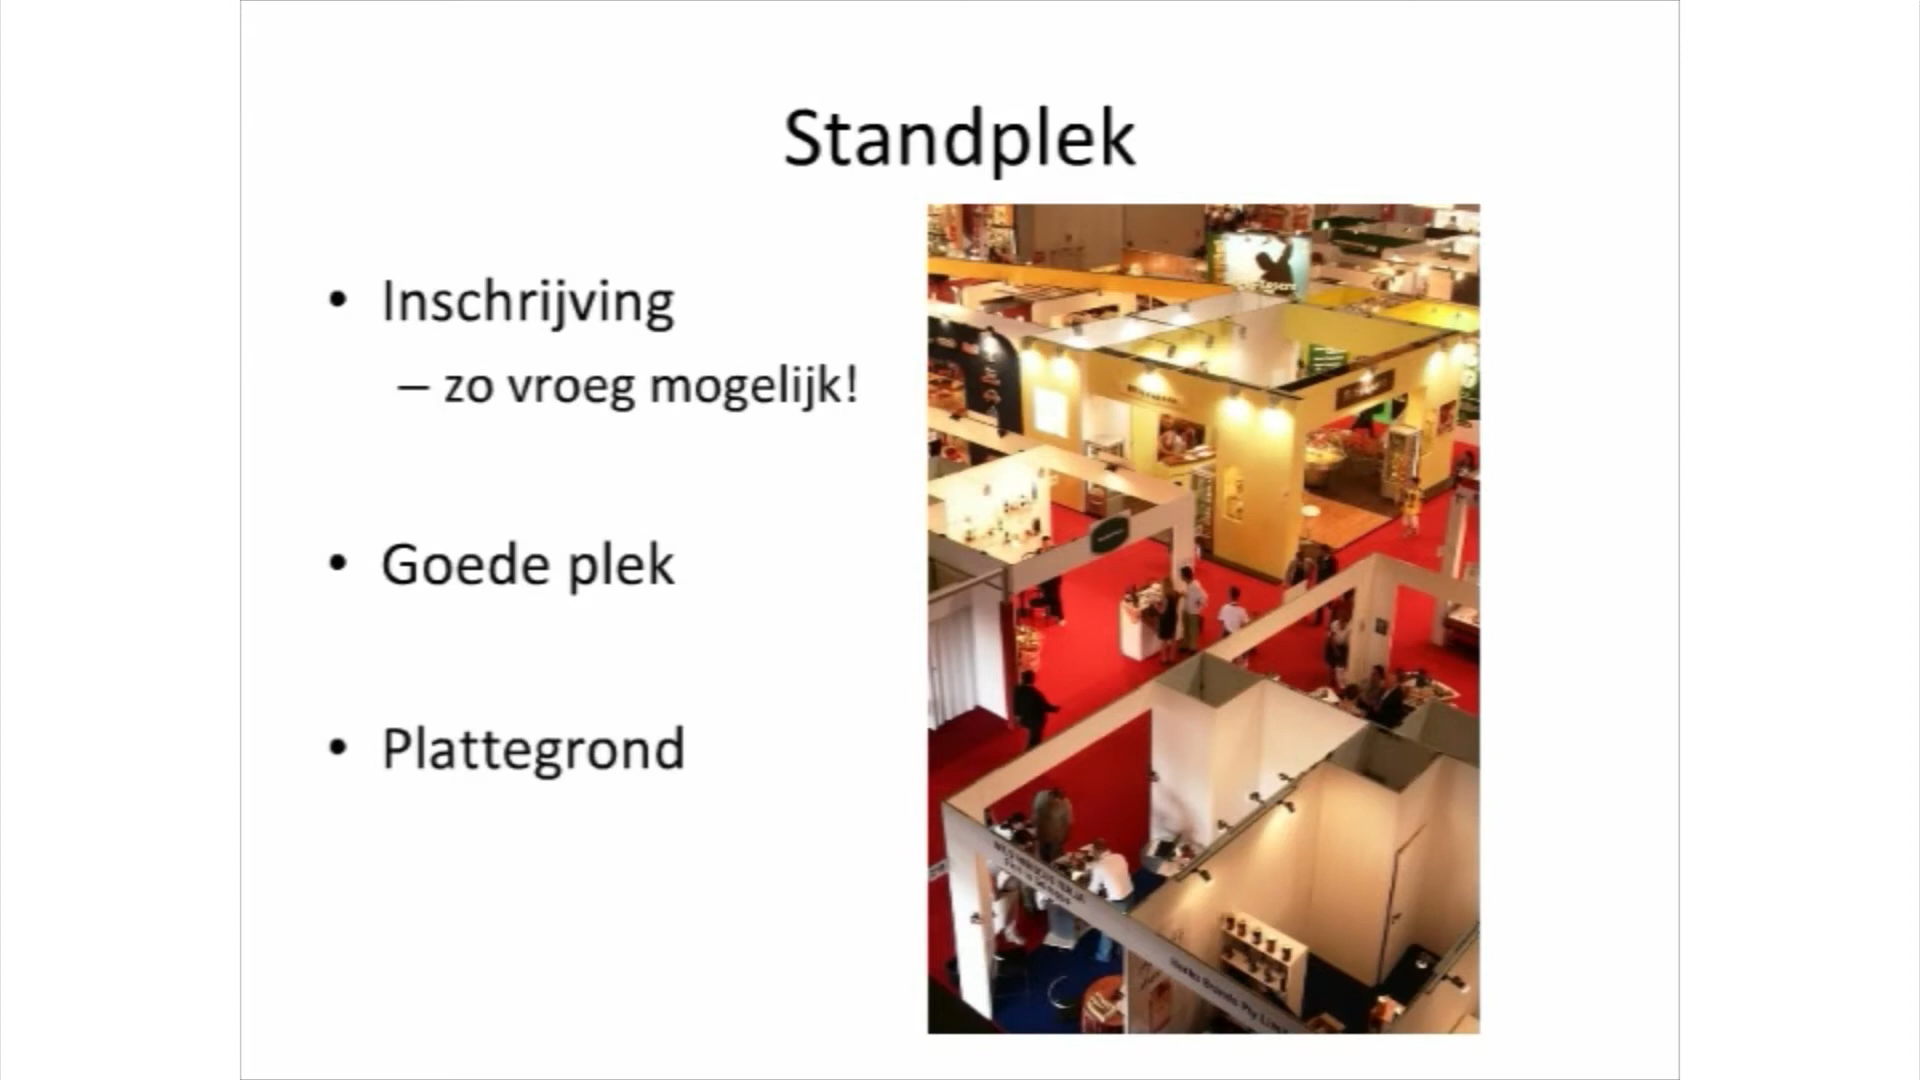 Standplek
• Inschrijving
– zo vroeg mogelijk!
• Goede plek
• Plattegrond